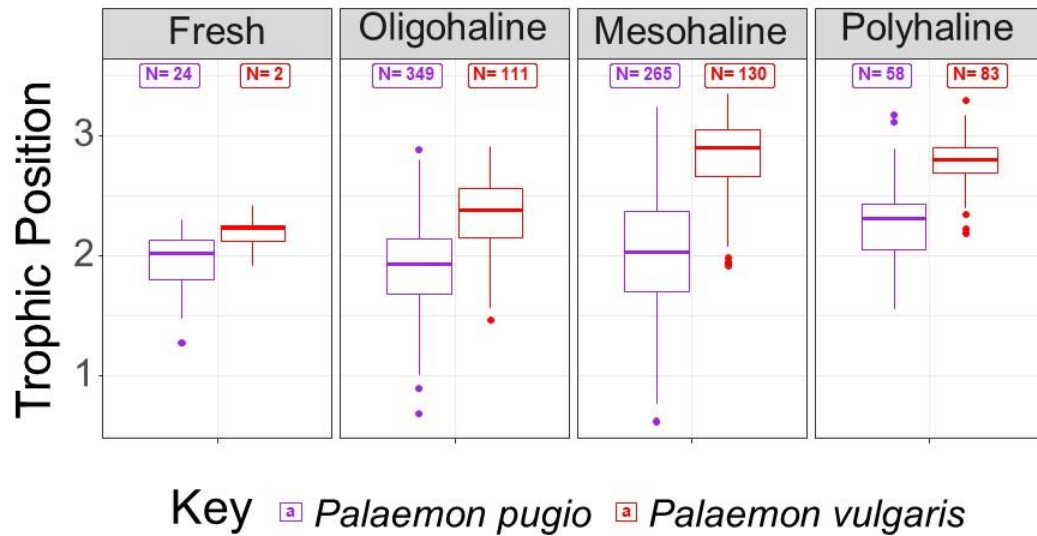 Fresh
Oligohaline
Mesohaline
Polyhaline
N= 24
N= 2
N= 349
N= 111
N= 265
N= 130
N= 58
N= 83
Trophic Position
3
2
1
Key
a Palaemon pugio
a Palaemon vulgaris